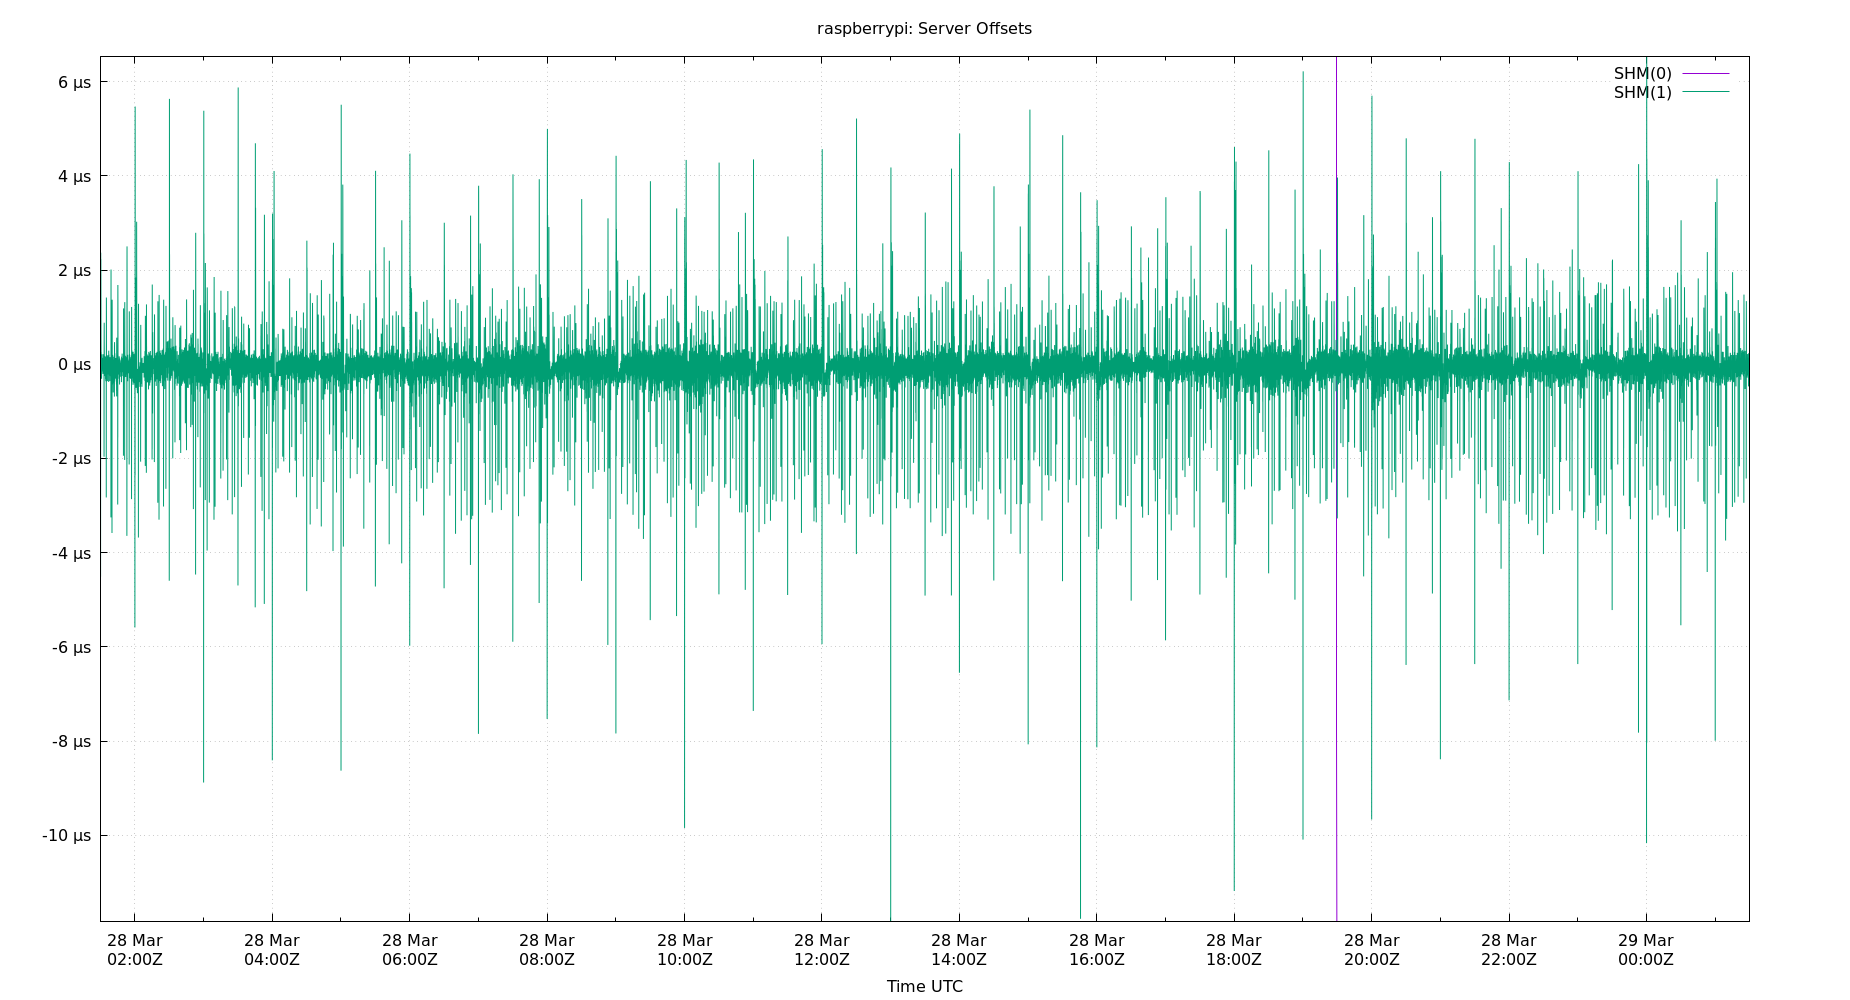 raspberrypi: Server Offsets
SHM(0)
SHM(1)
6 µs
4 µs
2 µs
0 µs
-2 µs
-4 µs
-6 µs
-8 µs
-10 µs
28 Mar 28 Mar 28 Mar 28 Mar 28 Mar 28 Mar 28 Mar 28 Mar 28 Mar 28 Mar 28 Mar 29 Mar
02:00Z 04:00Z 06:00Z 08:00Z 10:00Z 12:00Z 14:00Z 16:00Z 18:00Z 20:00Z 22:00Z 00:00Z
Time UTC